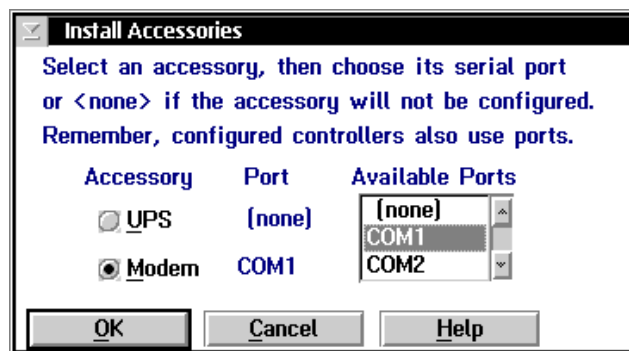 Install Accessories
Select an accessory, then choose its serial port
or <none> if the accessory will not be configured.
Remember, configured controllers also use ports.
Accessory Port Available Ports
UPS (none) (none)
COM1
Modem COM1 COM2
OK Cancel Help